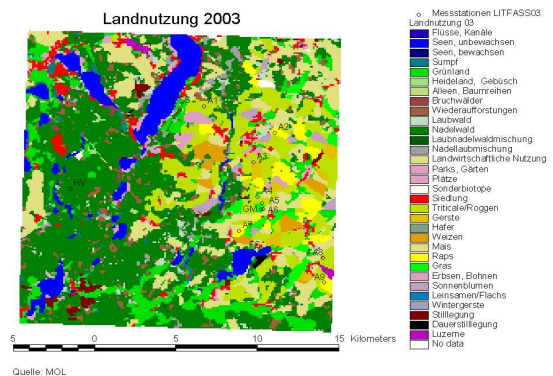 Landnutzung 2003
Messstationen LITFASS03
Landnutzung 03
Flüsse, Kanäle
Seen, unbewachsen
Seen, bewachsen
Sumpf
Grünland
Heideland, Gebüsch
Alleen, Baumreihen
Bruchwälder
Wiederaufforstungen
Laubwald
Nadelwald
Laubnadelwaldmischung
Nadellaubmischung
Landwirtschaftliche Nutzung
Parks, Gärten
Plätze
Sonderbiotope
Siedlung
Triticale/Roggen
Gerste
Hafer
Weizen
Mais
Raps
Gras
Erbsen, Bohnen
Sonnenblumen
Leinsamen/Flachs
Wintergerste
Stilllegung
Dauerstilllegung
Luzerne
No data
A1
A2
A3
HV
A4
A5
GM
A6
A7
FS
A8
A9
5 0 5 10 15 Kilometers
Quelle: MOL